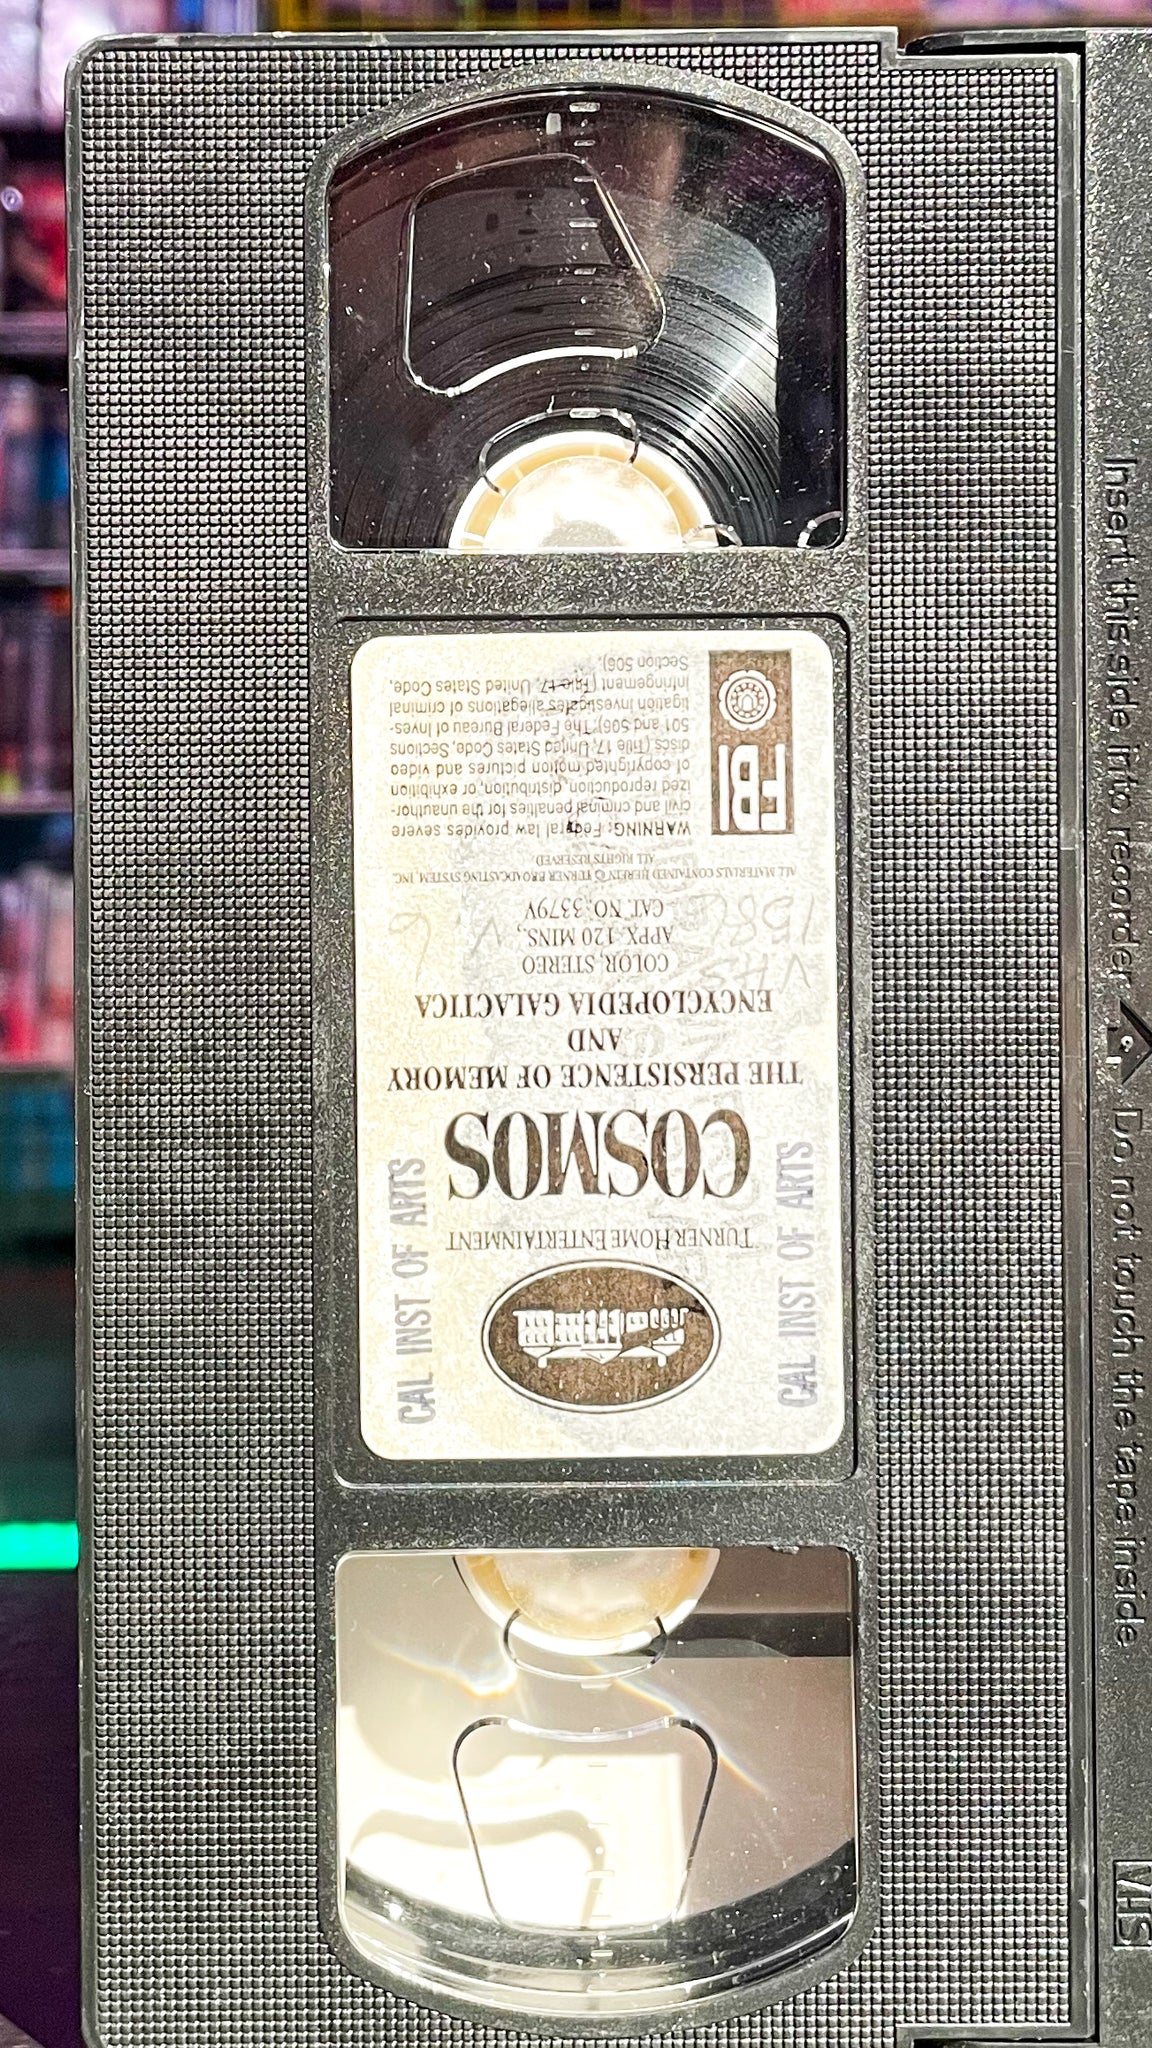 TURNER HOME ENTERTAINMENT
COSMOS
THE PERSISTENCE OF MEMORY
AND
ENCYCLOPEDIA GALACTICA
COLOR, STEREO
APPX. 120 MINS.,
CAT. NO. 3379V
ALL MATERIALS CONTAINED HEREIN © TURNER BROADCASTING SYSTEM, INC.
ALL RIGHTS RESERVED
FBI
WARNING: Federal law provides severe
civil and criminal penalties for the unauthor-
ized reproduction, distribution, or exhibition
of copyrighted motion pictures and video
discs (Title 17, United States Code, Sections
501 and 506). The Federal Bureau of Inves-
tigation investigates allegations of criminal
infringement (Title 17, United States Code,
Section 506).
CAL INST OF ARTS
CAL INST OF ARTS
VHS
158
V. 6
Insert this side into recorder Do not touch the tape inside
VHS